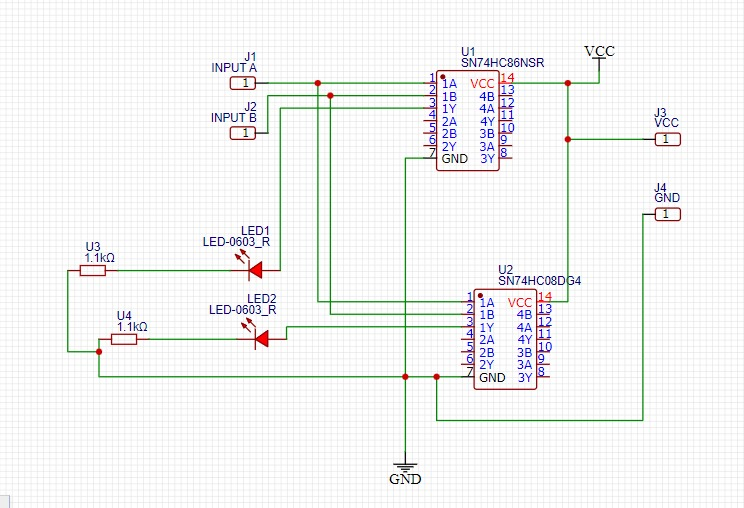 VCC
J1
INPUT A
1
J2
INPUT B
1
U1
SN74HC86NSR
1 1A VCC 14
2 1B 4B 13
3 1Y 4A 12
4 2A 4Y 11
5 2B 3B 10
6 2Y 3A 9
7 GND 3Y 8
J3
VCC
1
J4
GND
1
LED1
LED-0603_R
U3
1.1kΩ
LED2
LED-0603_R
U4
1.1kΩ
U2
SN74HC08DG4
1 1A VCC 14
2 1B 4B 13
3 1Y 4A 12
4 2A 4Y 11
5 2B 3B 10
6 2Y 3A 9
7 GND 3Y 8
GND